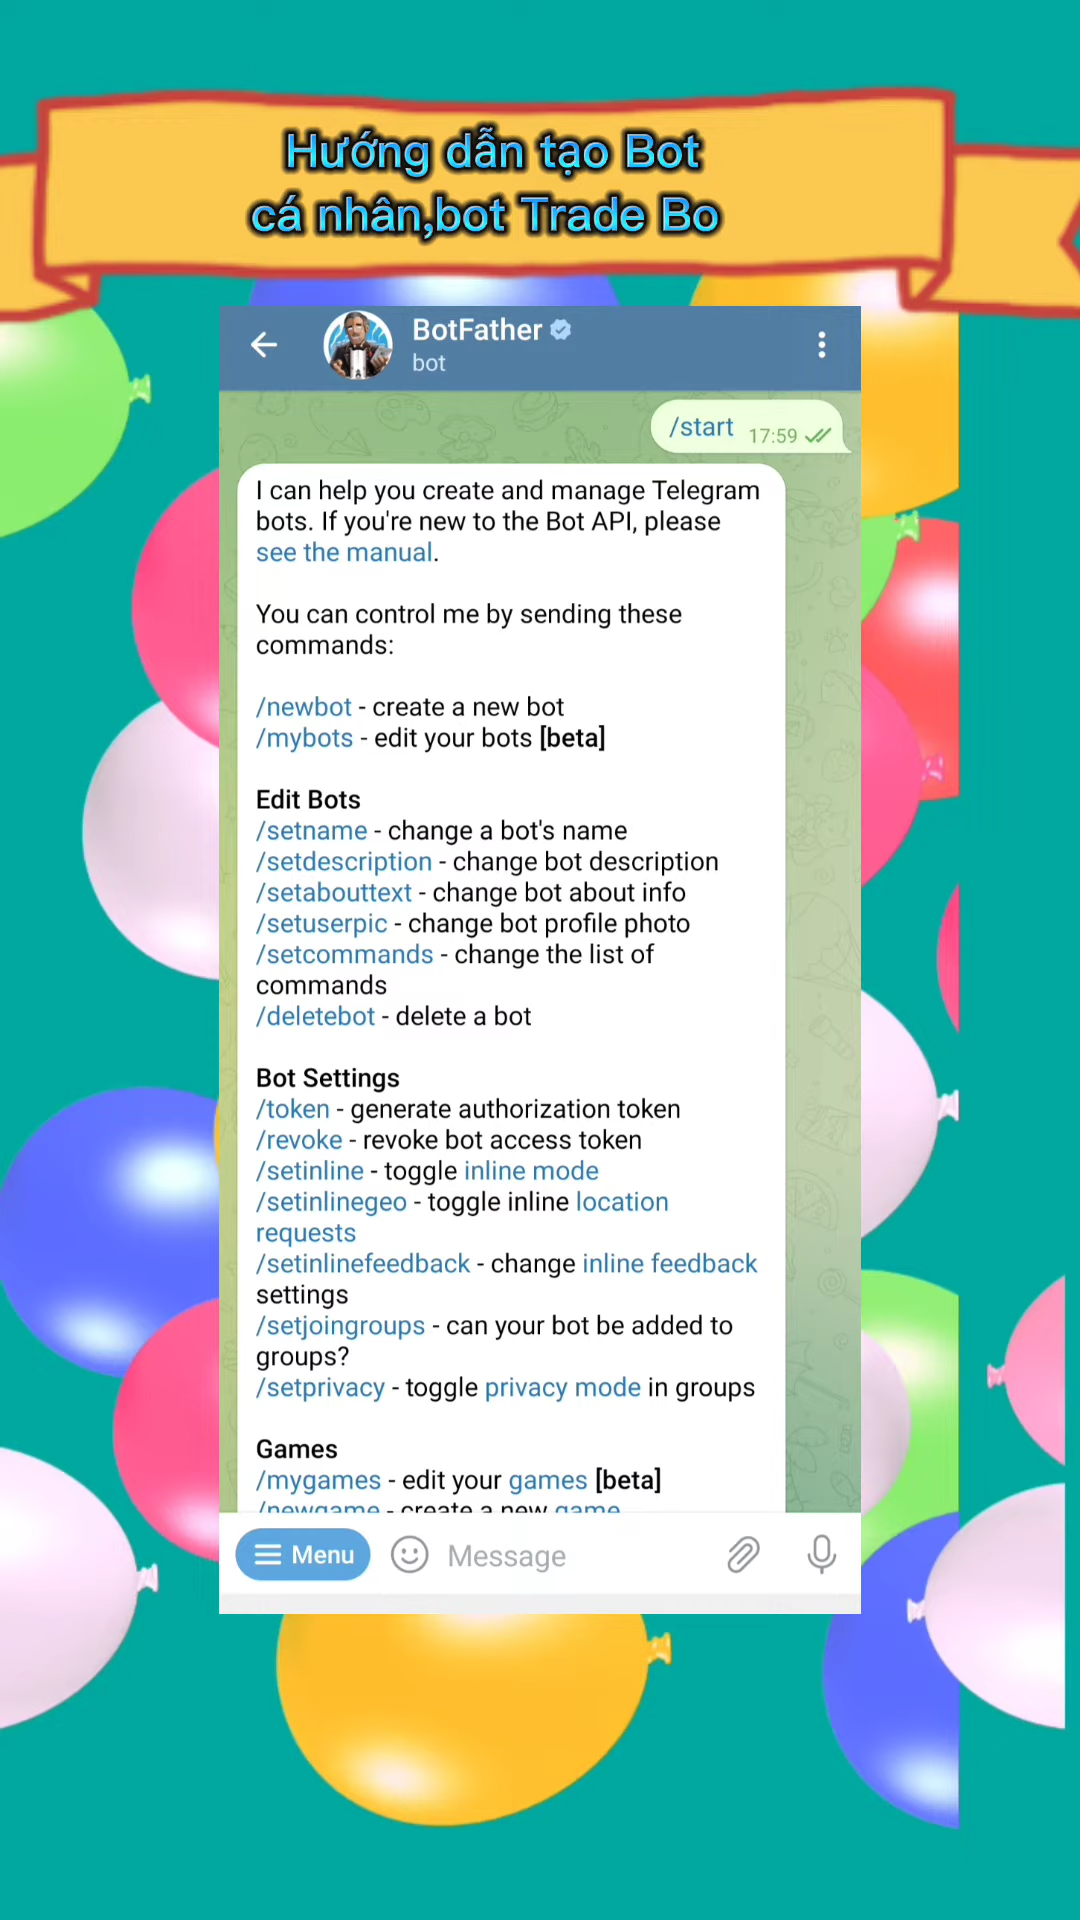 Hướng dẫn tạo Bot
cá nhân,bot Trade Bo
BotFather
bot
/start 17:59
I can help you create and manage Telegram
bots. If you're new to the Bot API, please
see the manual.
You can control me by sending these
commands:
/newbot - create a new bot
/mybots - edit your bots [beta]
Edit Bots
/setname - change a bot's name
/setdescription - change bot description
/setabouttext - change bot about info
/setuserpic - change bot profile photo
/setcommands - change the list of
commands
/deletebot - delete a bot
Bot Settings
/token - generate authorization token
/revoke - revoke bot access token
/setinline - toggle inline mode
/setinlinegeo - toggle inline location
requests
/setinlinefeedback - change inline feedback
settings
/setjoingroups - can your bot be added to
groups?
/setprivacy - toggle privacy mode in groups
Games
/mygames - edit your games [beta]
/newgame - create a new game
Menu
Message